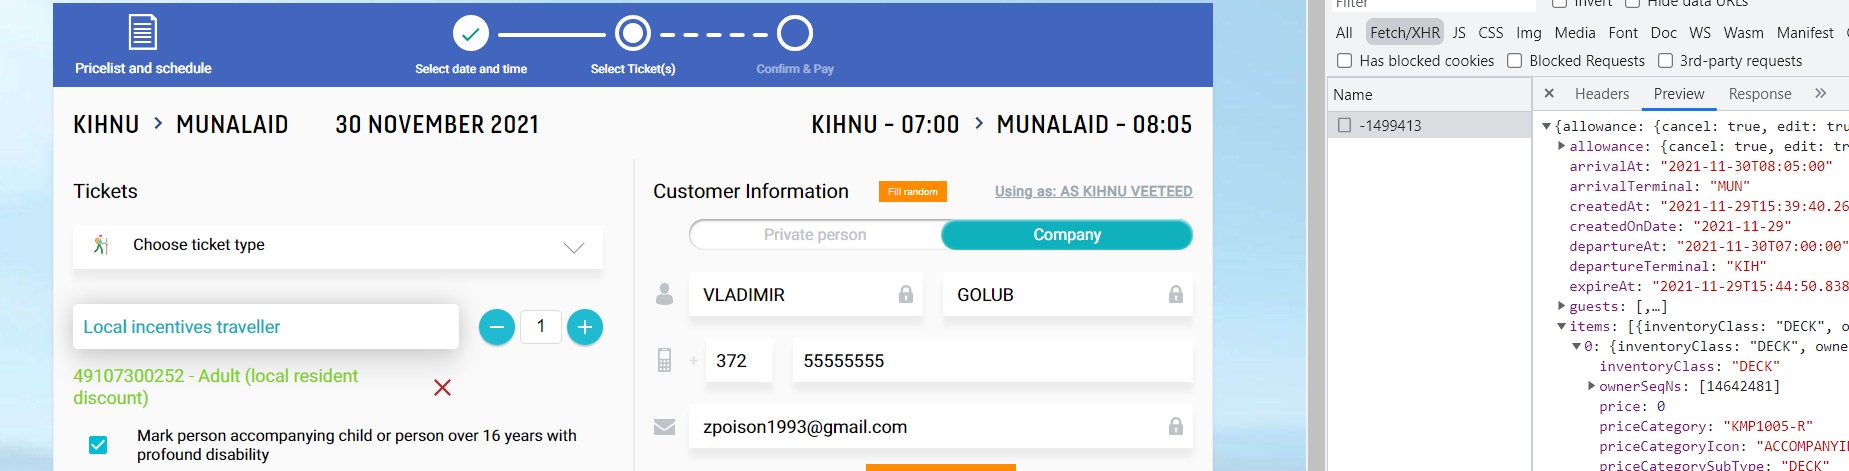 Pricelist and schedule
Select date and time
Select Ticket(s)
Confirm & Pay
KIHNU > MUNALAID 30 NOVEMBER 2021
KIHNU - 07:00 > MUNALAID - 08:05
Tickets
Choose ticket type
Local incentives traveller
1
49107300252 - Adult (local resident
discount)
Mark person accompanying child or person over 16 years with
profound disability
Customer Information
Fill random
Using as: AS KIHNU VEETEED
Private person
Company
VLADIMIR
GOLUB
+ 372
55555555
zpoison1993@gmail.com
Filter
Invert
Hide data URLs
All Fetch/XHR JS CSS Img Media Font Doc WS Wasm Manifest
Has blocked cookies Blocked Requests 3rd-party requests
Name
-1499413
× Headers Preview Response »
{allowance: {cancel: true, edit: tru
allowance: {cancel: true, edit: tr
arrivalAt: "2021-11-30T08:05:00"
arrivalTerminal: "MUN"
createdAt: "2021-11-29T15:39:40.26
createdOnDate: "2021-11-29"
departureAt: "2021-11-30T07:00:00"
departureTerminal: "KIH"
expireAt: "2021-11-29T15:44:50.838
guests: [,…]
items: [{inventoryClass: "DECK", o
0: {inventoryClass: "DECK", owne
inventoryClass: "DECK"
ownerSeqNs: [14642481]
price: 0
priceCategory: "KMP1005-R"
priceCategoryIcon: "ACCOMPANYI
priceCategorySubType: "DECK"